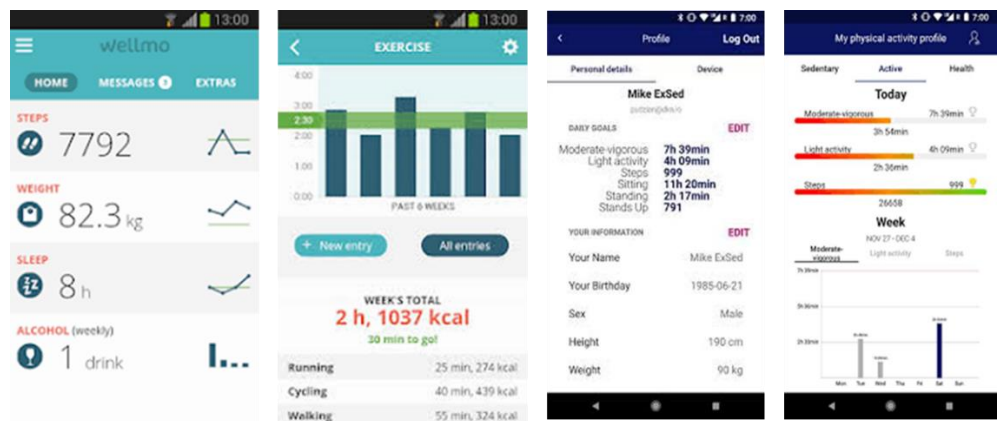 13:00
wellmo
HOME MESSAGES EXTRAS
STEPS
7792
WEIGHT
82.3 kg
SLEEP
8 h
ALCOHOL (weekly)
1 drink
13:00
EXERCISE
4:00
3:00
2:30
2:00
1:00
0:00
PAST 6 WEEKS
+ New entry All entries
WEEK'S TOTAL
2 h, 1037 kcal
30 min to go!
Running 25 min, 274 kcal
Cycling 40 min, 439 kcal
Walking 55 min, 324 kcal
7:00
Profile Log Out
Personal details Device
Mike ExSed
DAILY GOALS EDIT
Moderate-vigorous 7h 39min
Light activity 4h 09min
Steps 999
Sitting 11h 20min
Standing 2h 17min
Stands Up 791
YOUR INFORMATION EDIT
Your Name Mike ExSed
Your Birthday 1985-06-21
Sex Male
Height 190 cm
Weight 90 kg
7:00
My physical activity profile
Sedentary Active Health
Today
Moderate-vigorous 7h 39min
3h 54min
Light activity 4h 09min
2h 36min
Steps 999
26658
Week
NOV 27 - DEC 4
Moderate-vigorous Light activity Steps
Mon Tue Wed Thu Fri Sat Sun